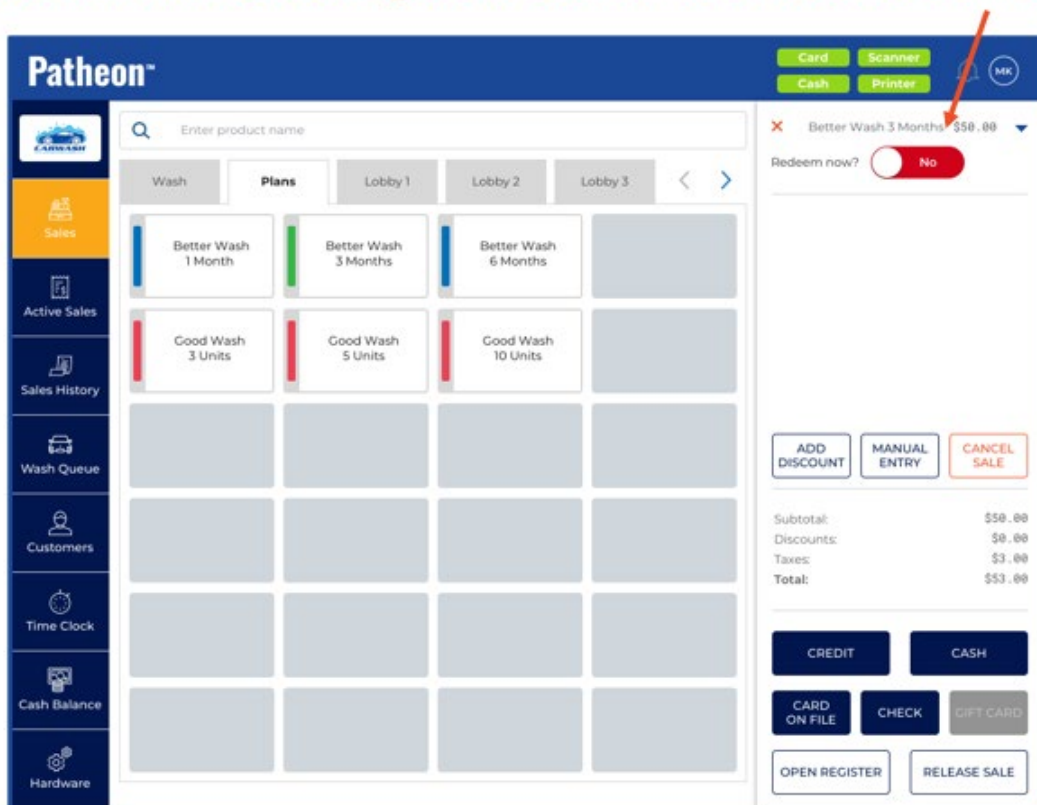 Patheon™
Card
Scanner
Cash
Printer
MK
CARWASH
Sales
Active Sales
Sales History
Wash Queue
Customers
Time Clock
Cash Balance
Hardware
Enter product name
Wash
Plans
Lobby 1
Lobby 2
Lobby 3
Better Wash
1 Month
Better Wash
3 Months
Better Wash
6 Months
Good Wash
3 Units
Good Wash
5 Units
Good Wash
10 Units
Better Wash 3 Months $50.00
Redeem now? No
ADD
DISCOUNT
MANUAL
ENTRY
CANCEL
SALE
Subtotal: $50.00
Discounts: $0.00
Taxes: $3.00
Total: $53.00
CREDIT
CASH
CARD
ON FILE
CHECK
GIFT CARD
OPEN REGISTER
RELEASE SALE